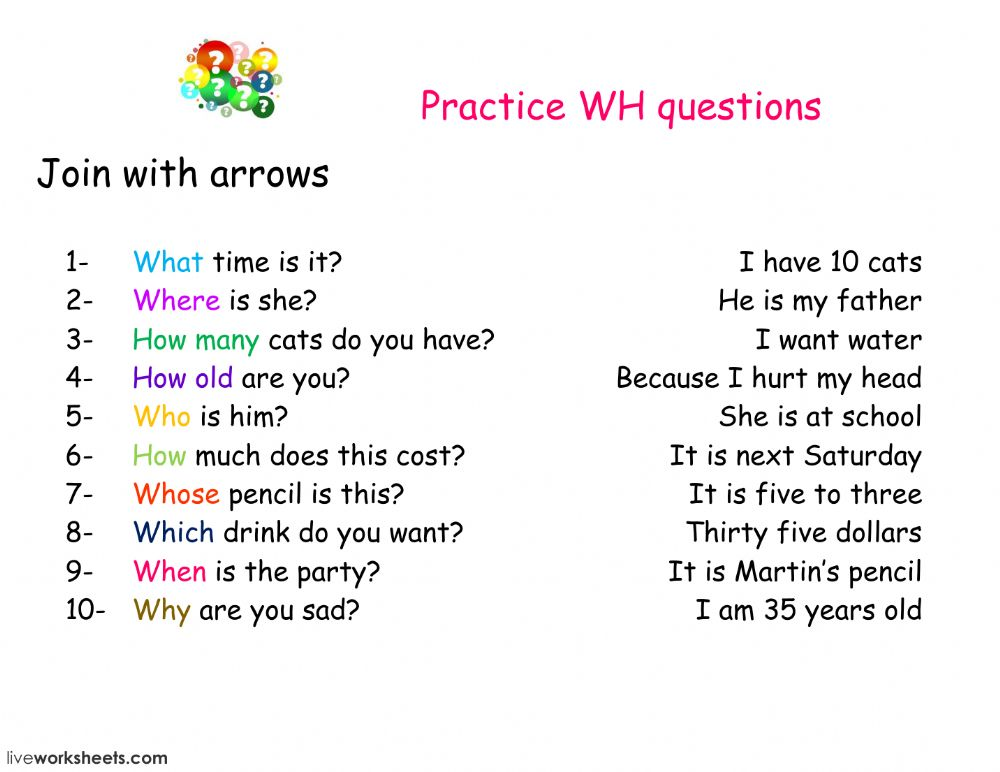 Practice WH questions
Join with arrows
1- What time is it? I have 10 cats
2- Where is she? He is my father
3- How many cats do you have? I want water
4- How old are you? Because I hurt my head
5- Who is him? She is at school
6- How much does this cost? It is next Saturday
7- Whose pencil is this? It is five to three
8- Which drink do you want? Thirty five dollars
9- When is the party? It is Martin’s pencil
10- Why are you sad? I am 35 years old
liveworksheets.com